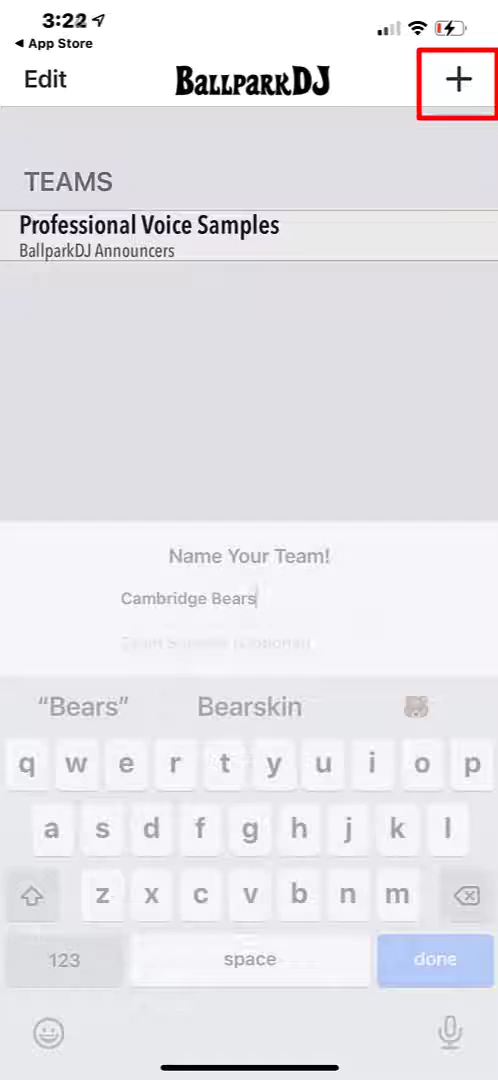 3:22
◀ App Store
Edit
BALLPARKDJ
+
TEAMS
Professional Voice Samples
BallparkDJ Announcers
Name Your Team!
Cambridge Bears
(optional)
“Bears” Bearskin
q w e r t y u i o p
a s d f g h j k l
z x c v b n m
123 space done